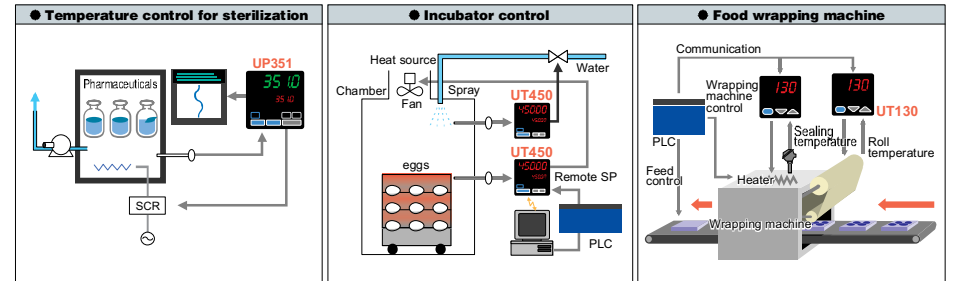 ● Temperature control for sterilization
UP351
Pharmaceuticals
351.0
351.0
SCR
● Incubator control
Heat source
Water
Chamber
Fan
Spray
UT450
45000
UT450
45000
eggs
Remote SP
PLC
● Food wrapping machine
Communication
130
130
Wrapping
machine
control
UT130
PLC
Sealing
temperature
Roll
temperature
Feed
control
Heater
Wrapping machine